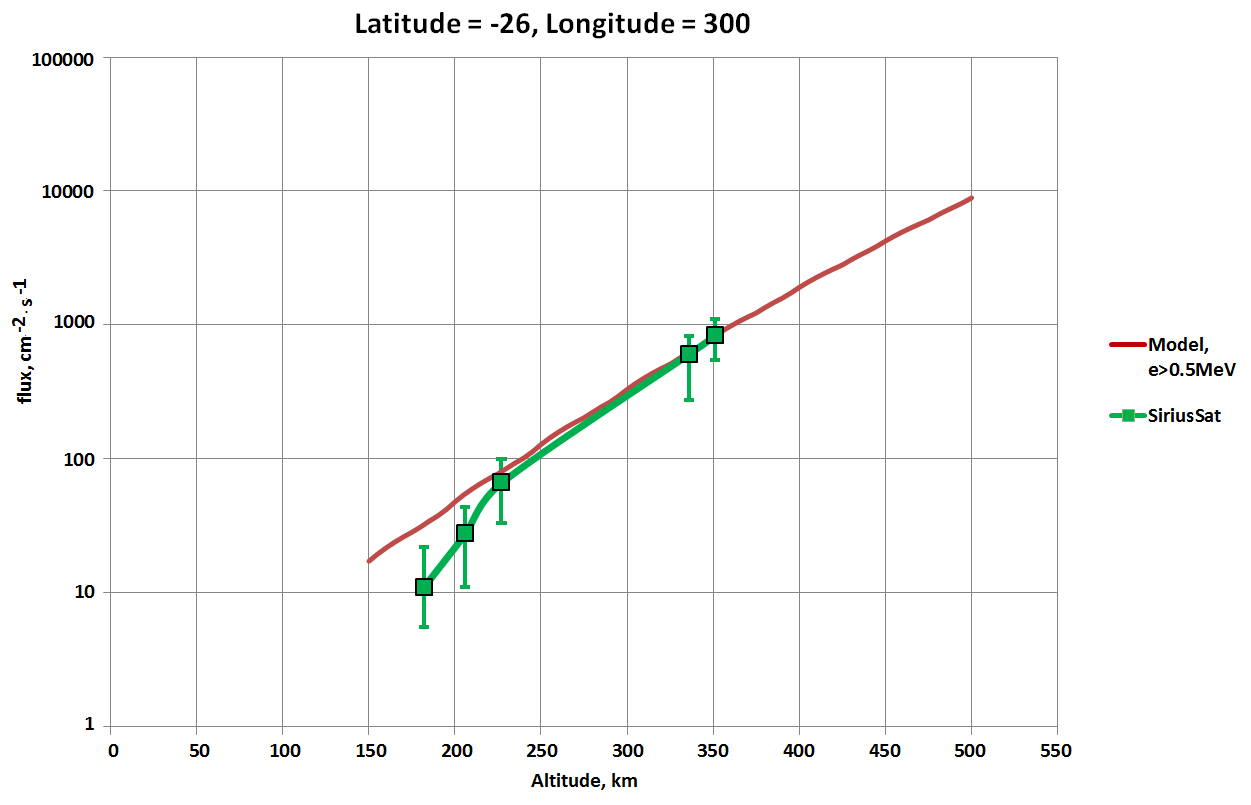 Latitude = -26, Longitude = 300
100000
10000
1000
100
10
1
flux, cm-2· s -1
0 50 100 150 200 250 300 350 400 450 500 550
Altitude, km
Model,
e>0.5MeV
SiriusSat